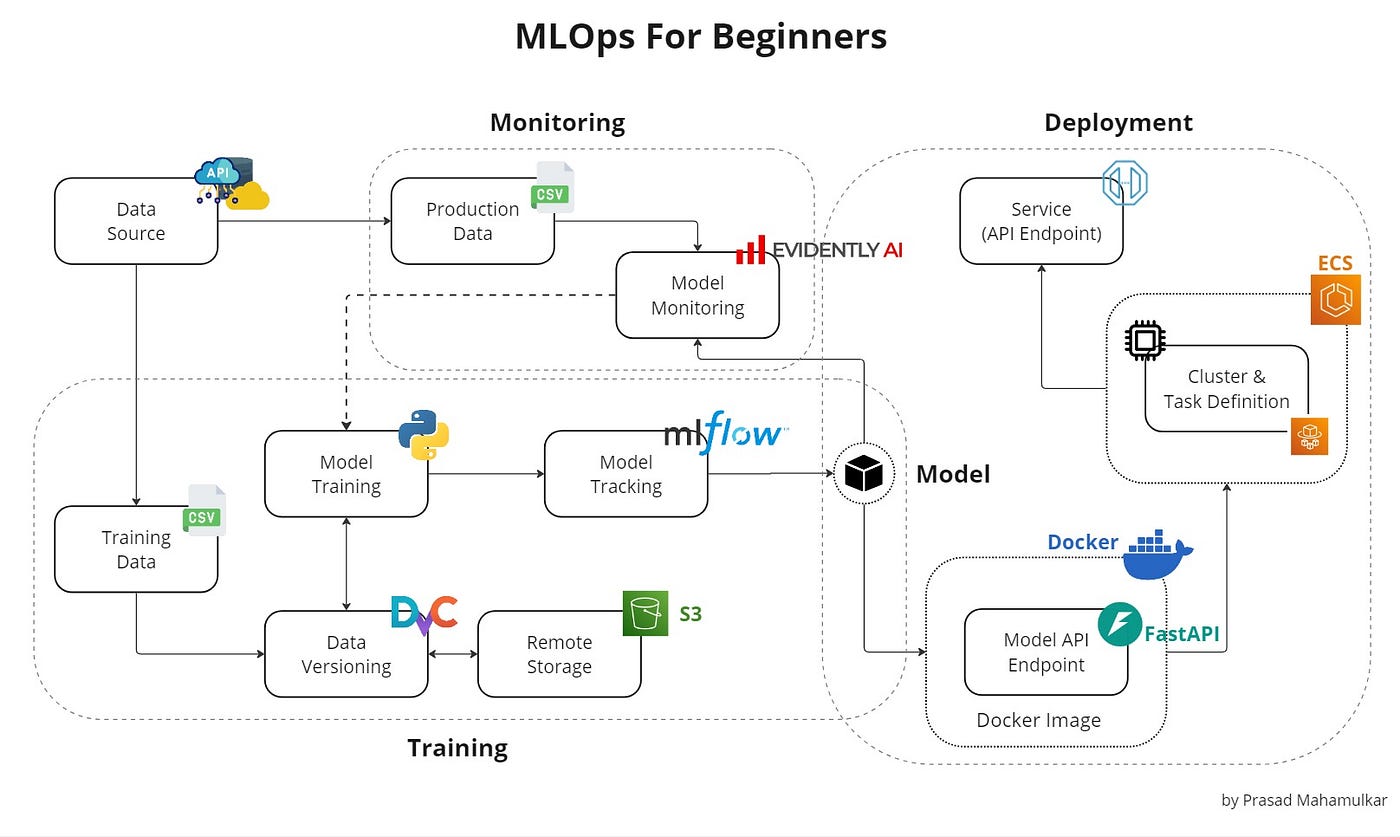 MLOps For Beginners
Monitoring
Deployment
API
Data
Source
CSV
Production
Data
EVIDENTLY AI
Model
Monitoring
Service
(API Endpoint)
ECS
Cluster &
Task Definition
mlflow™
Model
Training
Model
Tracking
Model
CSV
Training
Data
DVC
Data
Versioning
S3
Remote
Storage
Docker
FastAPI
Model API
Endpoint
Docker Image
Training
by Prasad Mahamulkar